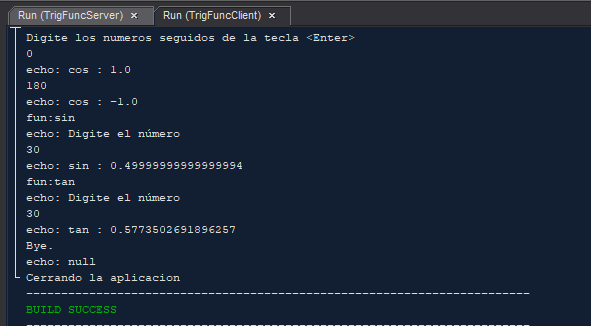 Run (TrigFuncServer) × Run (TrigFuncClient) ×
Digite los numeros seguidos de la tecla <Enter>
0
echo: cos : 1.0
180
echo: cos : -1.0
fun:sin
echo: Digite el número
30
echo: sin : 0.49999999999999994
fun:tan
echo: Digite el número
30
echo: tan : 0.5773502691896257
Bye.
echo: null
Cerrando la aplicacion
------------------------------------------------------------------------
BUILD SUCCESS
------------------------------------------------------------------------